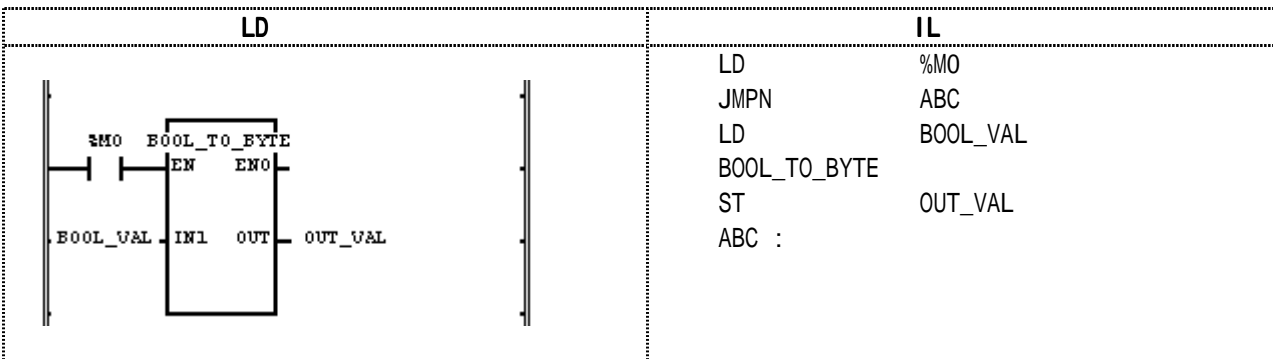 LD
IL
%M0 BOOL_TO_BYTE
EN ENO
BOOL_VAL IN1 OUT OUT_VAL
LD %M0
JMPN ABC
LD BOOL_VAL
BOOL_TO_BYTE
ST OUT_VAL
ABC :